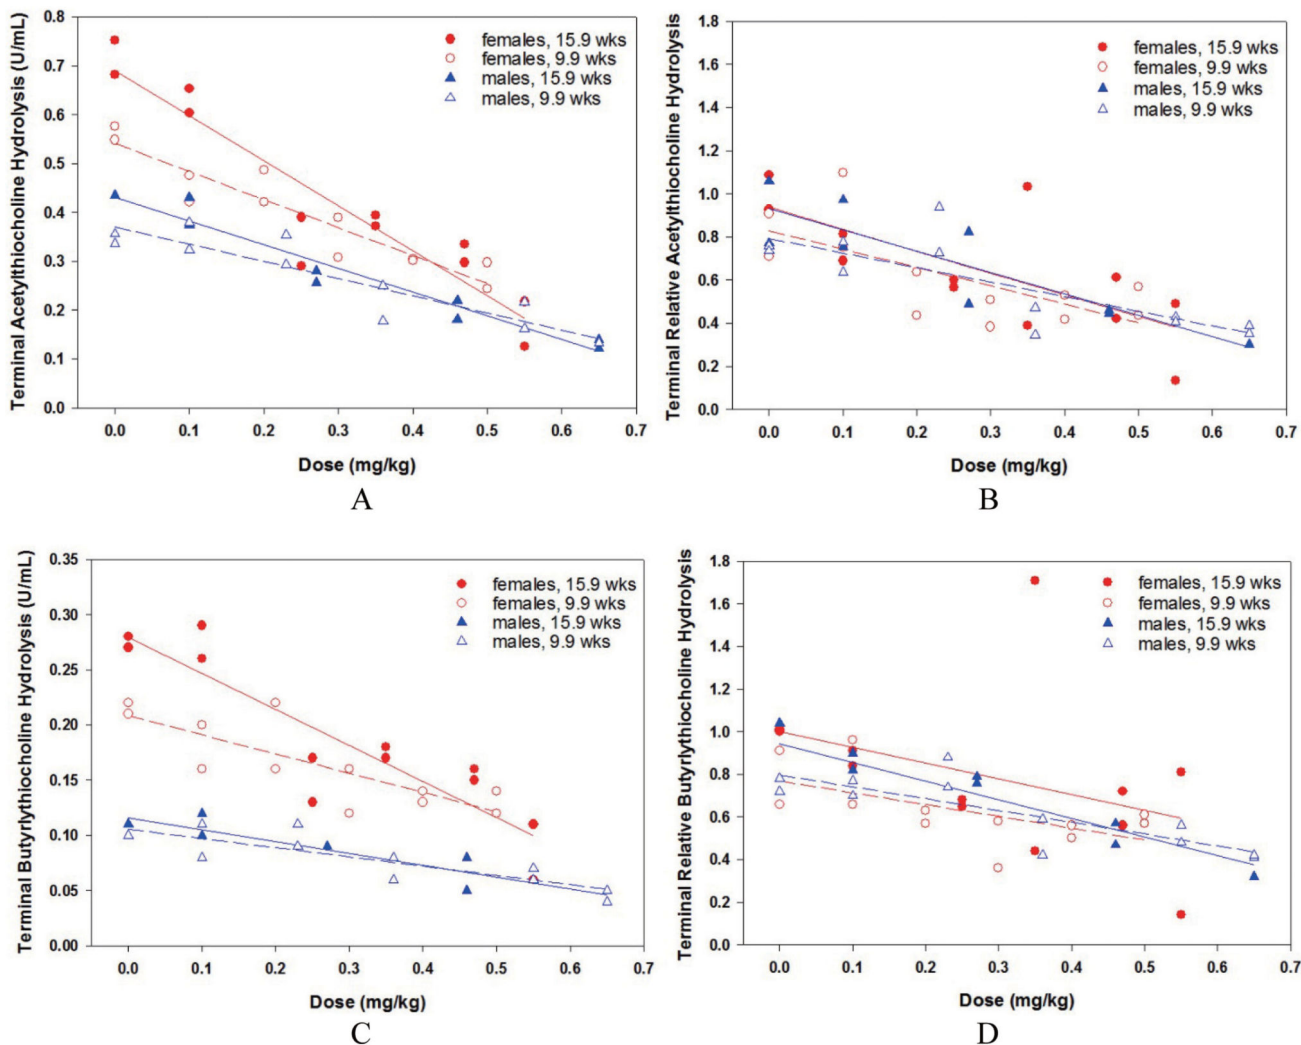 Terminal Acetylthiocholine Hydrolysis (U/mL)
0.8
0.7
0.6
0.5
0.4
0.3
0.2
0.1
0.0
females, 15.9 wks
females, 9.9 wks
males, 15.9 wks
males, 9.9 wks
0.0 0.1 0.2 0.3 0.4 0.5 0.6 0.7
Dose (mg/kg)
A
Terminal Relative Acetylthiocholine Hydrolysis
1.8
1.6
1.4
1.2
1.0
0.8
0.6
0.4
0.2
0.0
females, 15.9 wks
females, 9.9 wks
males, 15.9 wks
males, 9.9 wks
0.0 0.1 0.2 0.3 0.4 0.5 0.6 0.7
Dose (mg/kg)
B
Terminal Butyrlythiocholine Hydrolysis (U/mL)
0.35
0.30
0.25
0.20
0.15
0.10
0.05
0.00
females, 15.9 wks
females, 9.9 wks
males, 15.9 wks
males, 9.9 wks
0.0 0.1 0.2 0.3 0.4 0.5 0.6 0.7
Dose (mg/kg)
C
Terminal Relative Butyrlythiocholine Hydrolysis
1.8
1.6
1.4
1.2
1.0
0.8
0.6
0.4
0.2
0.0
females, 15.9 wks
females, 9.9 wks
males, 15.9 wks
males, 9.9 wks
0.0 0.1 0.2 0.3 0.4 0.5 0.6 0.7
Dose (mg/kg)
D